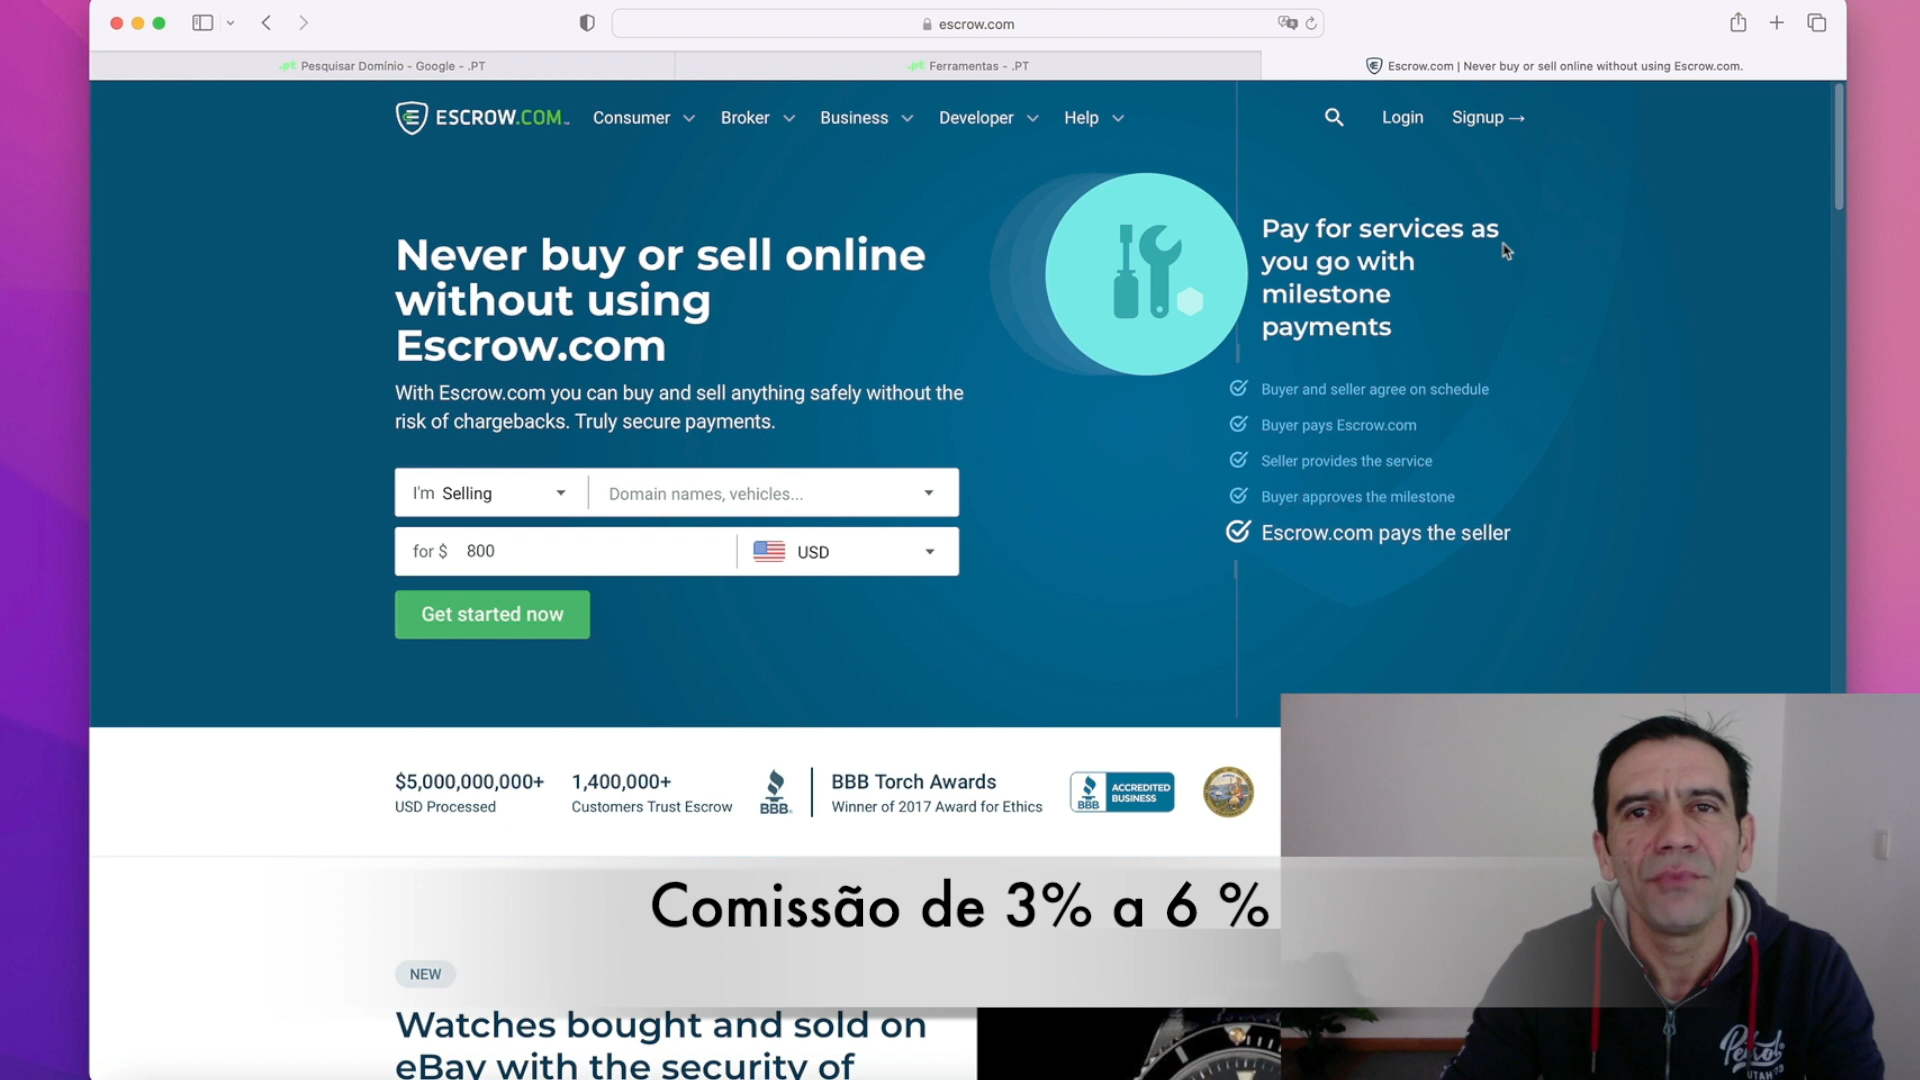 escrow.com
.pt Pesquisar Domínio - Google - .PT
.pt Ferramentas - .PT
Escrow.com | Never buy or sell online without using Escrow.com.
ESCROW.COM
Consumer
Broker
Business
Developer
Help
Login
Signup →
Never buy or sell online
without using
Escrow.com
With Escrow.com you can buy and sell anything safely without the
risk of chargebacks. Truly secure payments.
I'm Selling
Domain names, vehicles...
for $ 800
USD
Get started now
Pay for services as
you go with
milestone
payments
Buyer and seller agree on schedule
Buyer pays Escrow.com
Seller provides the service
Buyer approves the milestone
Escrow.com pays the seller
$5,000,000,000+
USD Processed
1,400,000+
Customers Trust Escrow
BBB.
BBB Torch Awards
Winner of 2017 Award for Ethics
BBB
ACCREDITED
BUSINESS
Comissão de 3% a 6 %
NEW
Watches bought and sold on
eBay with the security of
UTAH 73